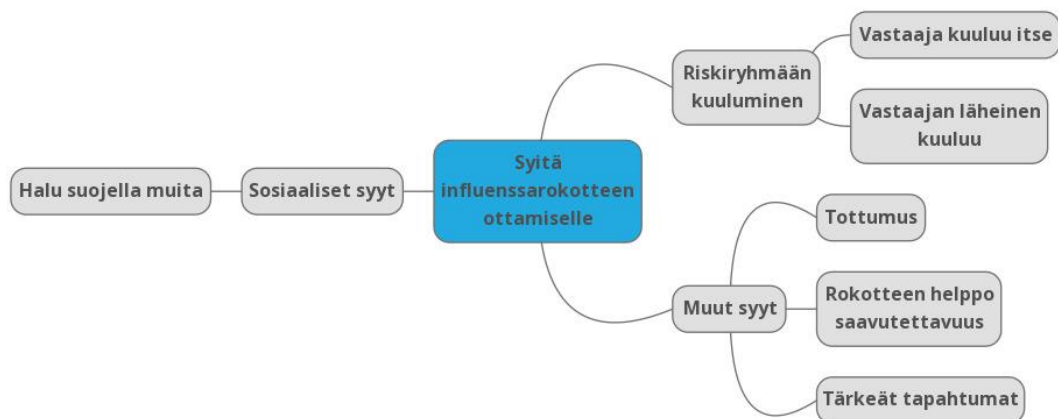 Vastaaja kuuluu itse
Riskiryhmään
kuuluminen
Vastaajan läheinen
kuuluu
Halu suojella muita
Sosiaaliset syyt
Syitä
influenssarokotteen
ottamiselle
Tottumus
Muut syyt
Rokotteen helppo
saavutettavuus
Tärkeät tapahtumat